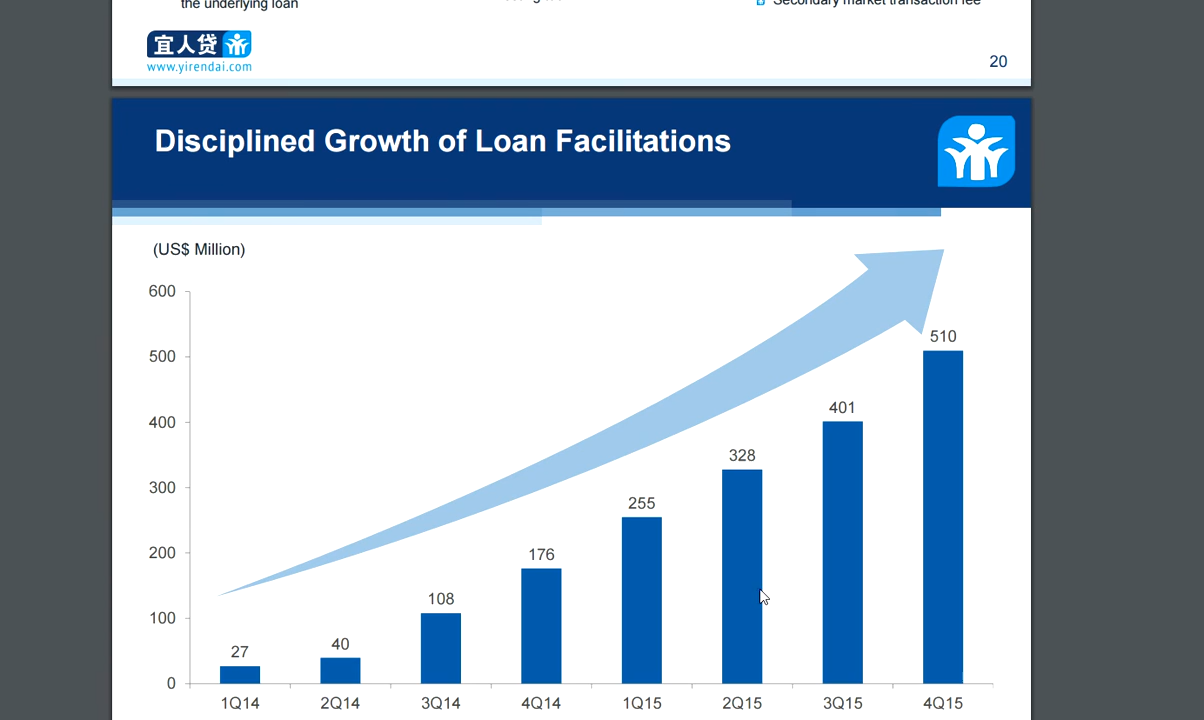 the underlying loan
Secondary market transaction fee
宜人贷
www.yirendai.com
20
Disciplined Growth of Loan Facilitations
(US$ Million)
600
500
400
300
200
100
0
27
40
108
176
255
328
401
510
1Q14
2Q14
3Q14
4Q14
1Q15
2Q15
3Q15
4Q15